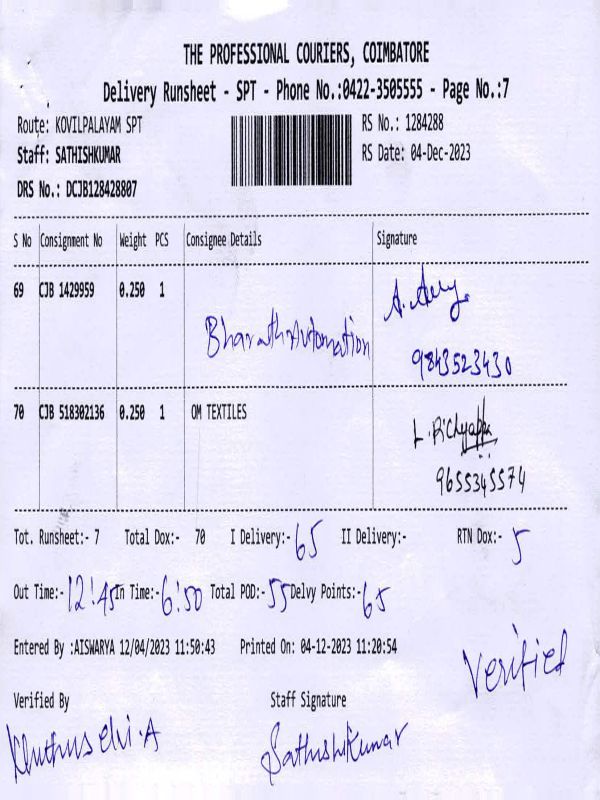 THE PROFESSIONAL COURIERS, COIMBATORE
Delivery Runsheet - SPT - Phone No.:0422-3505555 - Page No.:7
Route: KOVILPALAYAM SPT RS No.: 1284288
Staff: SATHISHKUMAR RS Date: 04-Dec-2023
DRS No.: DCJB128428807
S No Consignment No Weight PCS Consignee Details Signature
69 CJB 1429959 0.250 1
Bharath Automation
9843523430
70 CJB 518302136 0.250 1 OM TEXTILES
9655345574
Tot. Runsheet:- 7 Total Dox:- 70 I Delivery:- 65 II Delivery:- RTN Dox:- 5
Out Time:- 12:45 In Time:- 6:50 Total POD:- 55 Delvy Points:- 65
Entered By :AISWARYA 12/04/2023 11:50:43 Printed On: 04-12-2023 11:20:54
Verified
Verified By Staff Signature
SathishKumar